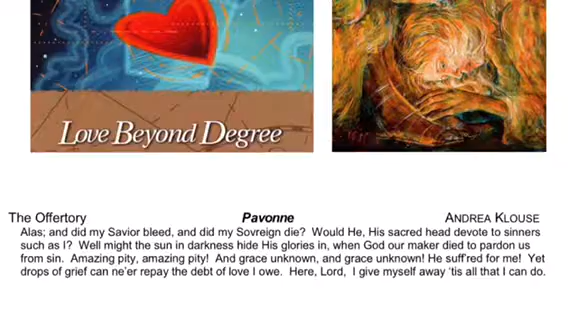 Love Beyond Degree
The Offertory Pavonne ANDREA KLOUSE
Alas; and did my Savior bleed, and did my Sovreign die? Would He, His sacred head devote to sinners
such as I? Well might the sun in darkness hide His glories in, when God our maker died to pardon us
from sin. Amazing pity, amazing pity! And grace unknown, and grace unknown! He suff'red for me! Yet
drops of grief can ne'er repay the debt of love I owe. Here, Lord, I give myself away 'tis all that I can do.